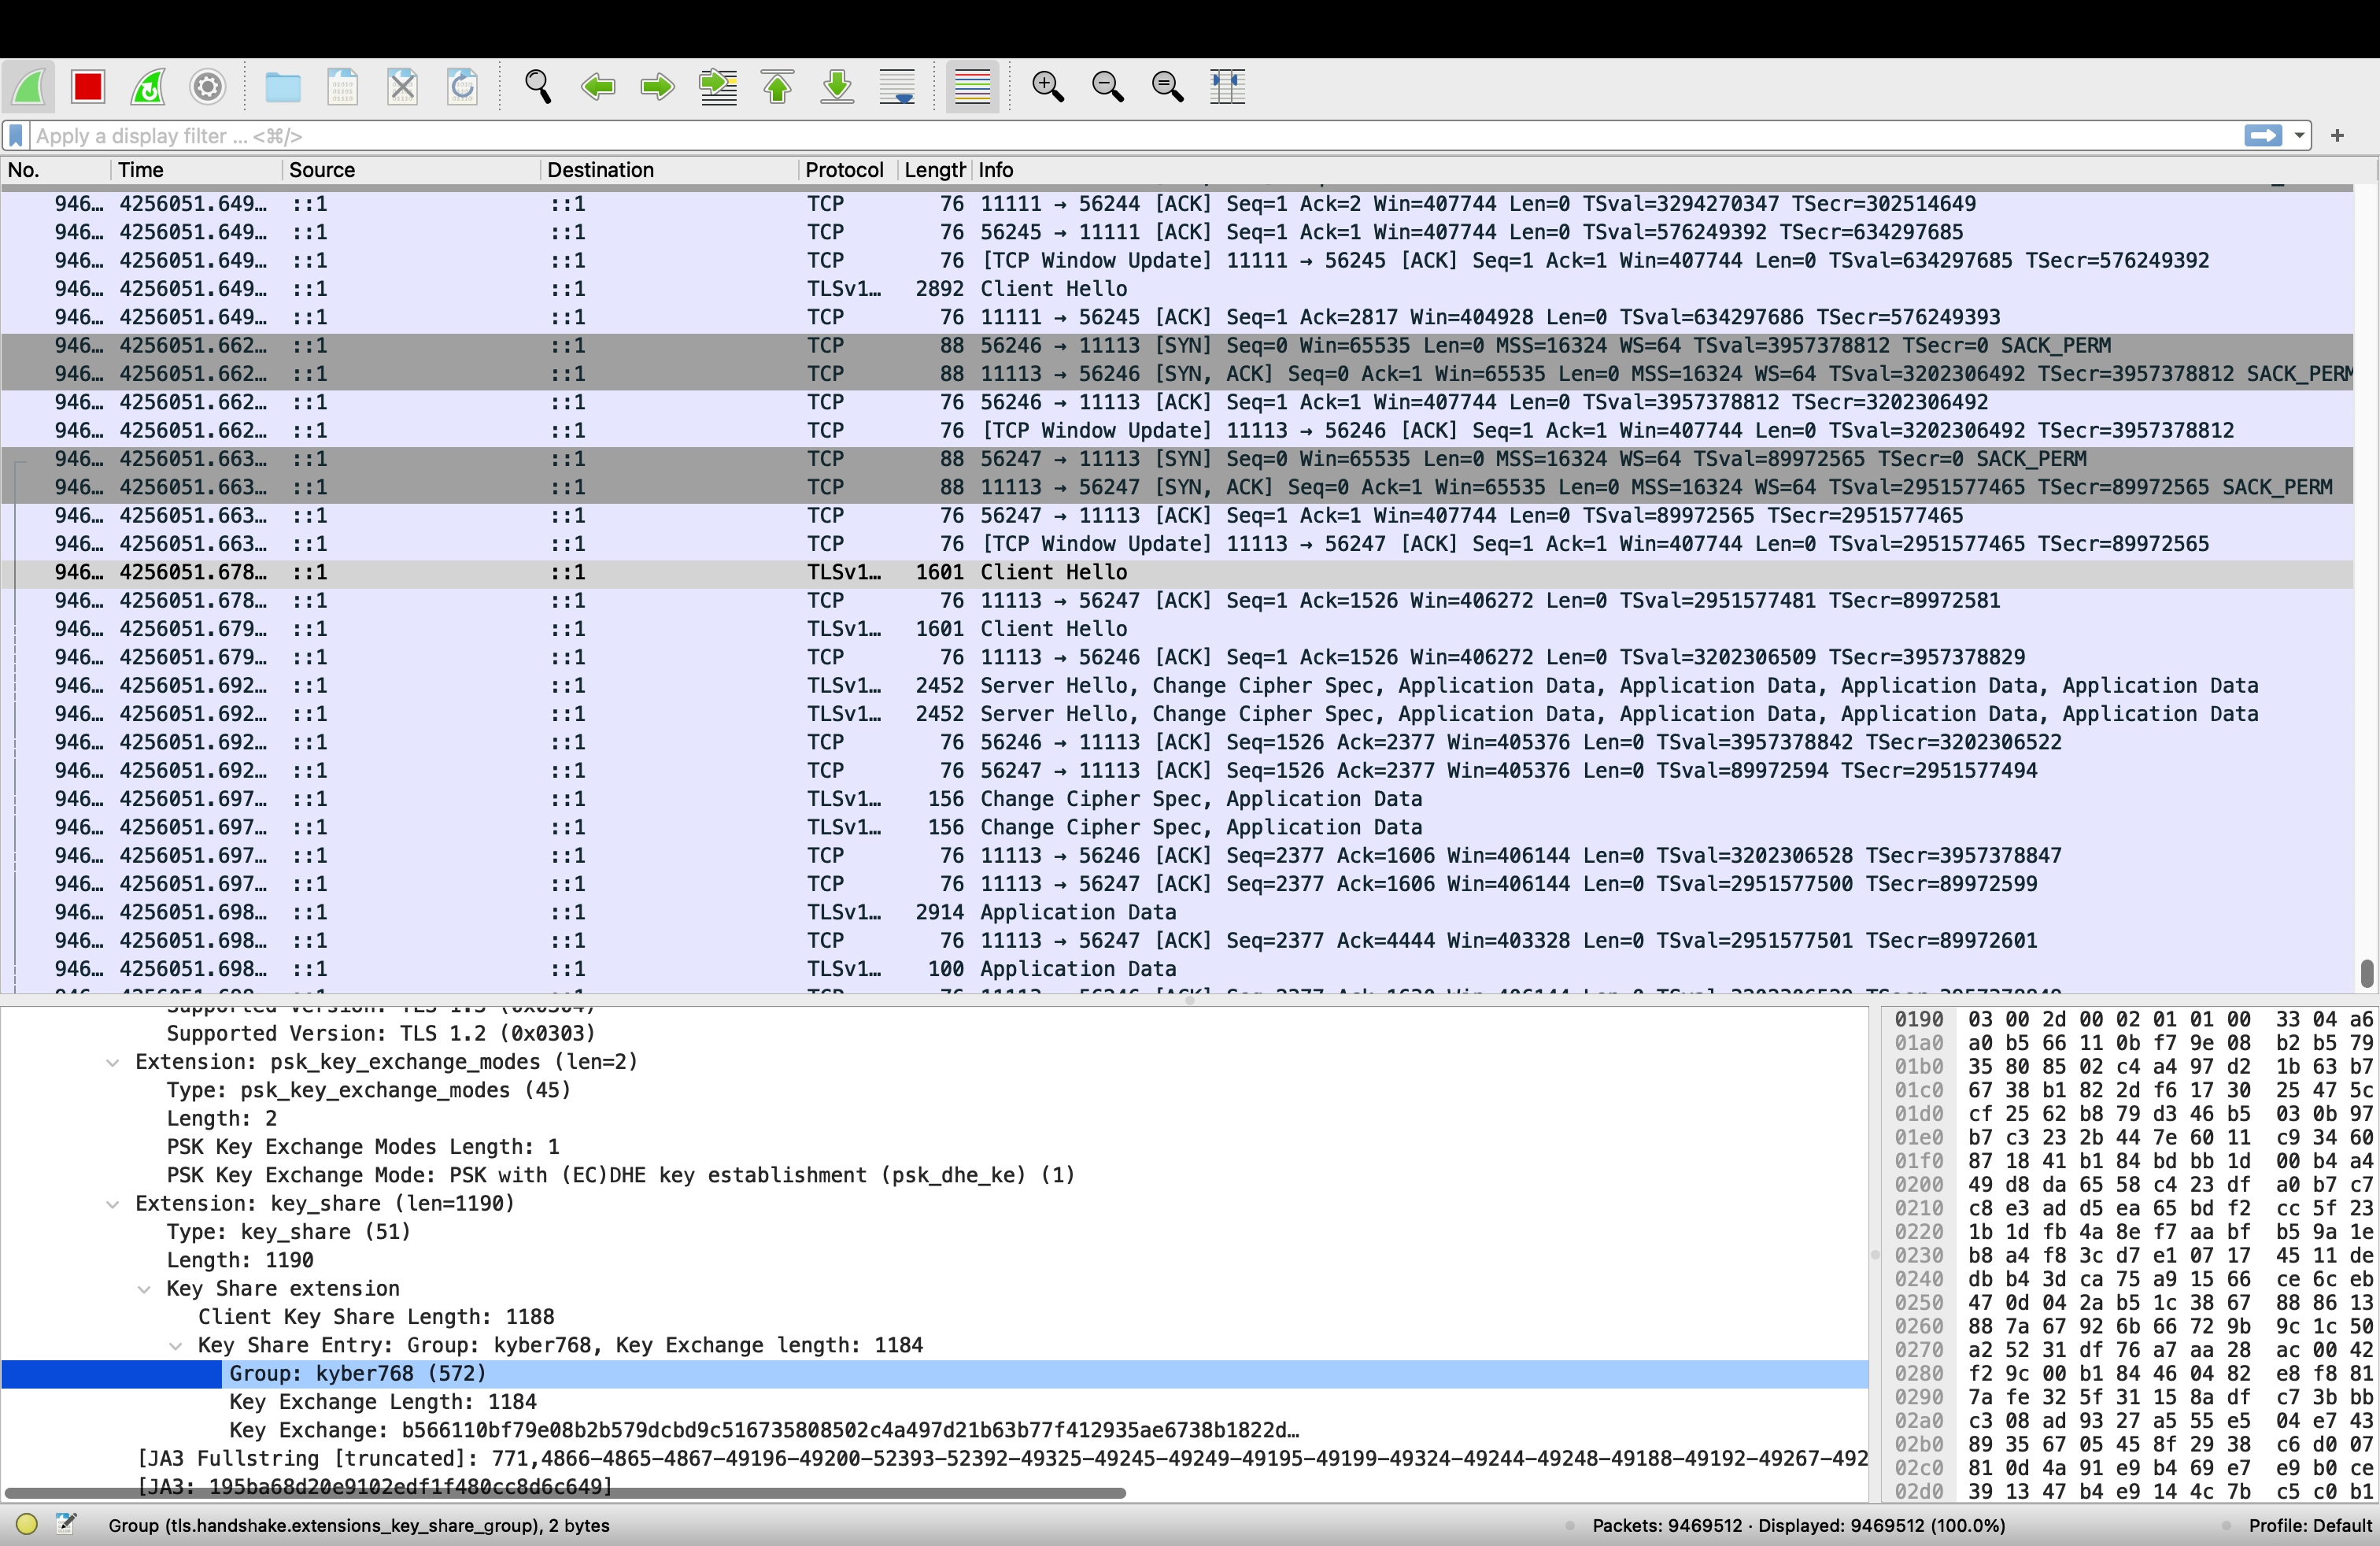 Apply a display filter ... <⌘/>
No. Time Source Destination Protocol Length Info
946… 4256051.649… ::1 ::1 TCP 76 11111 → 56244 [ACK] Seq=1 Ack=2 Win=407744 Len=0 TSval=3294270347 TSecr=302514649
946… 4256051.649… ::1 ::1 TCP 76 56245 → 11111 [ACK] Seq=1 Ack=1 Win=407744 Len=0 TSval=576249392 TSecr=634297685
946… 4256051.649… ::1 ::1 TCP 76 [TCP Window Update] 11111 → 56245 [ACK] Seq=1 Ack=1 Win=407744 Len=0 TSval=634297685 TSecr=576249392
946… 4256051.649… ::1 ::1 TLSv1… 2892 Client Hello
946… 4256051.649… ::1 ::1 TCP 76 11111 → 56245 [ACK] Seq=1 Ack=2817 Win=404928 Len=0 TSval=634297686 TSecr=576249393
946… 4256051.662… ::1 ::1 TCP 88 56246 → 11113 [SYN] Seq=0 Win=65535 Len=0 MSS=16324 WS=64 TSval=3957378812 TSecr=0 SACK_PERM
946… 4256051.662… ::1 ::1 TCP 88 11113 → 56246 [SYN, ACK] Seq=0 Ack=1 Win=65535 Len=0 MSS=16324 WS=64 TSval=3202306492 TSecr=3957378812 SACK_PERM
946… 4256051.662… ::1 ::1 TCP 76 56246 → 11113 [ACK] Seq=1 Ack=1 Win=407744 Len=0 TSval=3957378812 TSecr=3202306492
946… 4256051.662… ::1 ::1 TCP 76 [TCP Window Update] 11113 → 56246 [ACK] Seq=1 Ack=1 Win=407744 Len=0 TSval=3202306492 TSecr=3957378812
946… 4256051.663… ::1 ::1 TCP 88 56247 → 11113 [SYN] Seq=0 Win=65535 Len=0 MSS=16324 WS=64 TSval=89972565 TSecr=0 SACK_PERM
946… 4256051.663… ::1 ::1 TCP 88 11113 → 56247 [SYN, ACK] Seq=0 Ack=1 Win=65535 Len=0 MSS=16324 WS=64 TSval=2951577465 TSecr=89972565 SACK_PERM
946… 4256051.663… ::1 ::1 TCP 76 56247 → 11113 [ACK] Seq=1 Ack=1 Win=407744 Len=0 TSval=89972565 TSecr=2951577465
946… 4256051.663… ::1 ::1 TCP 76 [TCP Window Update] 11113 → 56247 [ACK] Seq=1 Ack=1 Win=407744 Len=0 TSval=2951577465 TSecr=89972565
946… 4256051.678… ::1 ::1 TLSv1… 1601 Client Hello
946… 4256051.678… ::1 ::1 TCP 76 11113 → 56247 [ACK] Seq=1 Ack=1526 Win=406272 Len=0 TSval=2951577481 TSecr=89972581
946… 4256051.679… ::1 ::1 TLSv1… 1601 Client Hello
946… 4256051.679… ::1 ::1 TCP 76 11113 → 56246 [ACK] Seq=1 Ack=1526 Win=406272 Len=0 TSval=3202306509 TSecr=3957378829
946… 4256051.692… ::1 ::1 TLSv1… 2452 Server Hello, Change Cipher Spec, Application Data, Application Data, Application Data, Application Data
946… 4256051.692… ::1 ::1 TLSv1… 2452 Server Hello, Change Cipher Spec, Application Data, Application Data, Application Data, Application Data
946… 4256051.692… ::1 ::1 TCP 76 56246 → 11113 [ACK] Seq=1526 Ack=2377 Win=405376 Len=0 TSval=3957378842 TSecr=3202306522
946… 4256051.692… ::1 ::1 TCP 76 56247 → 11113 [ACK] Seq=1526 Ack=2377 Win=405376 Len=0 TSval=89972594 TSecr=2951577494
946… 4256051.697… ::1 ::1 TLSv1… 156 Change Cipher Spec, Application Data
946… 4256051.697… ::1 ::1 TLSv1… 156 Change Cipher Spec, Application Data
946… 4256051.697… ::1 ::1 TCP 76 11113 → 56246 [ACK] Seq=2377 Ack=1606 Win=406144 Len=0 TSval=3202306528 TSecr=3957378847
946… 4256051.697… ::1 ::1 TCP 76 11113 → 56247 [ACK] Seq=2377 Ack=1606 Win=406144 Len=0 TSval=2951577500 TSecr=89972599
946… 4256051.698… ::1 ::1 TLSv1… 2914 Application Data
946… 4256051.698… ::1 ::1 TCP 76 11113 → 56247 [ACK] Seq=2377 Ack=4444 Win=403328 Len=0 TSval=2951577501 TSecr=89972601
946… 4256051.698… ::1 ::1 TLSv1… 100 Application Data
Supported Version: TLS 1.3 (0x0304)
Supported Version: TLS 1.2 (0x0303)
Extension: psk_key_exchange_modes (len=2)
Type: psk_key_exchange_modes (45)
Length: 2
PSK Key Exchange Modes Length: 1
PSK Key Exchange Mode: PSK with (EC)DHE key establishment (psk_dhe_ke) (1)
Extension: key_share (len=1190)
Type: key_share (51)
Length: 1190
Key Share extension
Client Key Share Length: 1188
Key Share Entry: Group: kyber768, Key Exchange length: 1184
Group: kyber768 (572)
Key Exchange Length: 1184
Key Exchange: b566110bf79e08b2b579dcbd9c516735808502c4a497d21b63b77f412935ae6738b1822d…
[JA3 Fullstring [truncated]: 771,4866-4865-4867-49196-49200-52393-52392-49325-49245-49249-49195-49199-49324-49244-49248-49188-49192-49267-492
[JA3: 195ba68d20e9102edf1f480cc8d6c649]
0190 03 00 2d 00 02 01 01 00 33 04 a6
01a0 a0 b5 66 11 0b f7 9e 08 b2 b5 79
01b0 35 80 85 02 c4 a4 97 d2 1b 63 b7
01c0 67 38 b1 82 2d f6 17 30 25 47 5c
01d0 cf 25 62 b8 79 d3 46 b5 03 0b 97
01e0 b7 c3 23 2b 44 7e 60 11 c9 34 60
01f0 87 18 41 b1 84 bd bb 1d 00 b4 a4
0200 49 d8 da 65 58 c4 23 df a0 b7 c7
0210 c8 e3 ad d5 ea 65 bd f2 cc 5f 23
0220 1b 1d fb 4a 8e f7 aa bf b5 9a 1e
0230 b8 a4 f8 3c d7 e1 07 17 45 11 de
0240 db b4 3d ca 75 a9 15 66 ce 6c eb
0250 47 0d 04 2a b5 1c 38 67 88 86 13
0260 88 7a 67 92 6b 66 72 9b 9c 1c 50
0270 a2 52 31 df 76 a7 aa 28 ac 00 42
0280 f2 9c 00 b1 84 46 04 82 e8 f8 81
0290 7a fe 32 5f 31 15 8a df c7 3b bb
02a0 c3 08 ad 93 27 a5 55 e5 04 e7 43
02b0 89 35 67 05 45 8f 29 38 c6 d0 07
02c0 81 0d 4a 91 e9 b4 69 e7 e9 b0 ce
02d0 39 13 47 b4 e9 14 4c 7b c5 c0 b1
Group (tls.handshake.extensions_key_share_group), 2 bytes
Packets: 9469512 · Displayed: 9469512 (100.0%)
Profile: Default